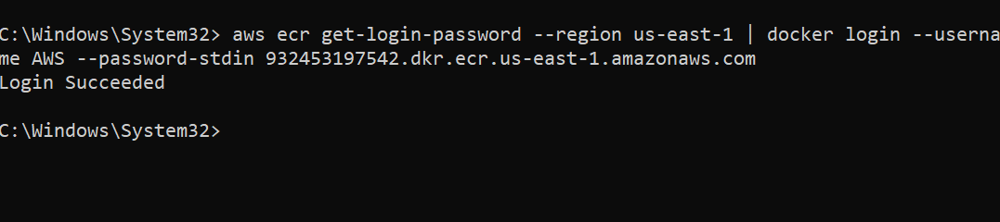 C:\Windows\System32> aws ecr get-login-password --region us-east-1 | docker login --userna
me AWS --password-stdin 932453197542.dkr.ecr.us-east-1.amazonaws.com
Login Succeeded
C:\Windows\System32>